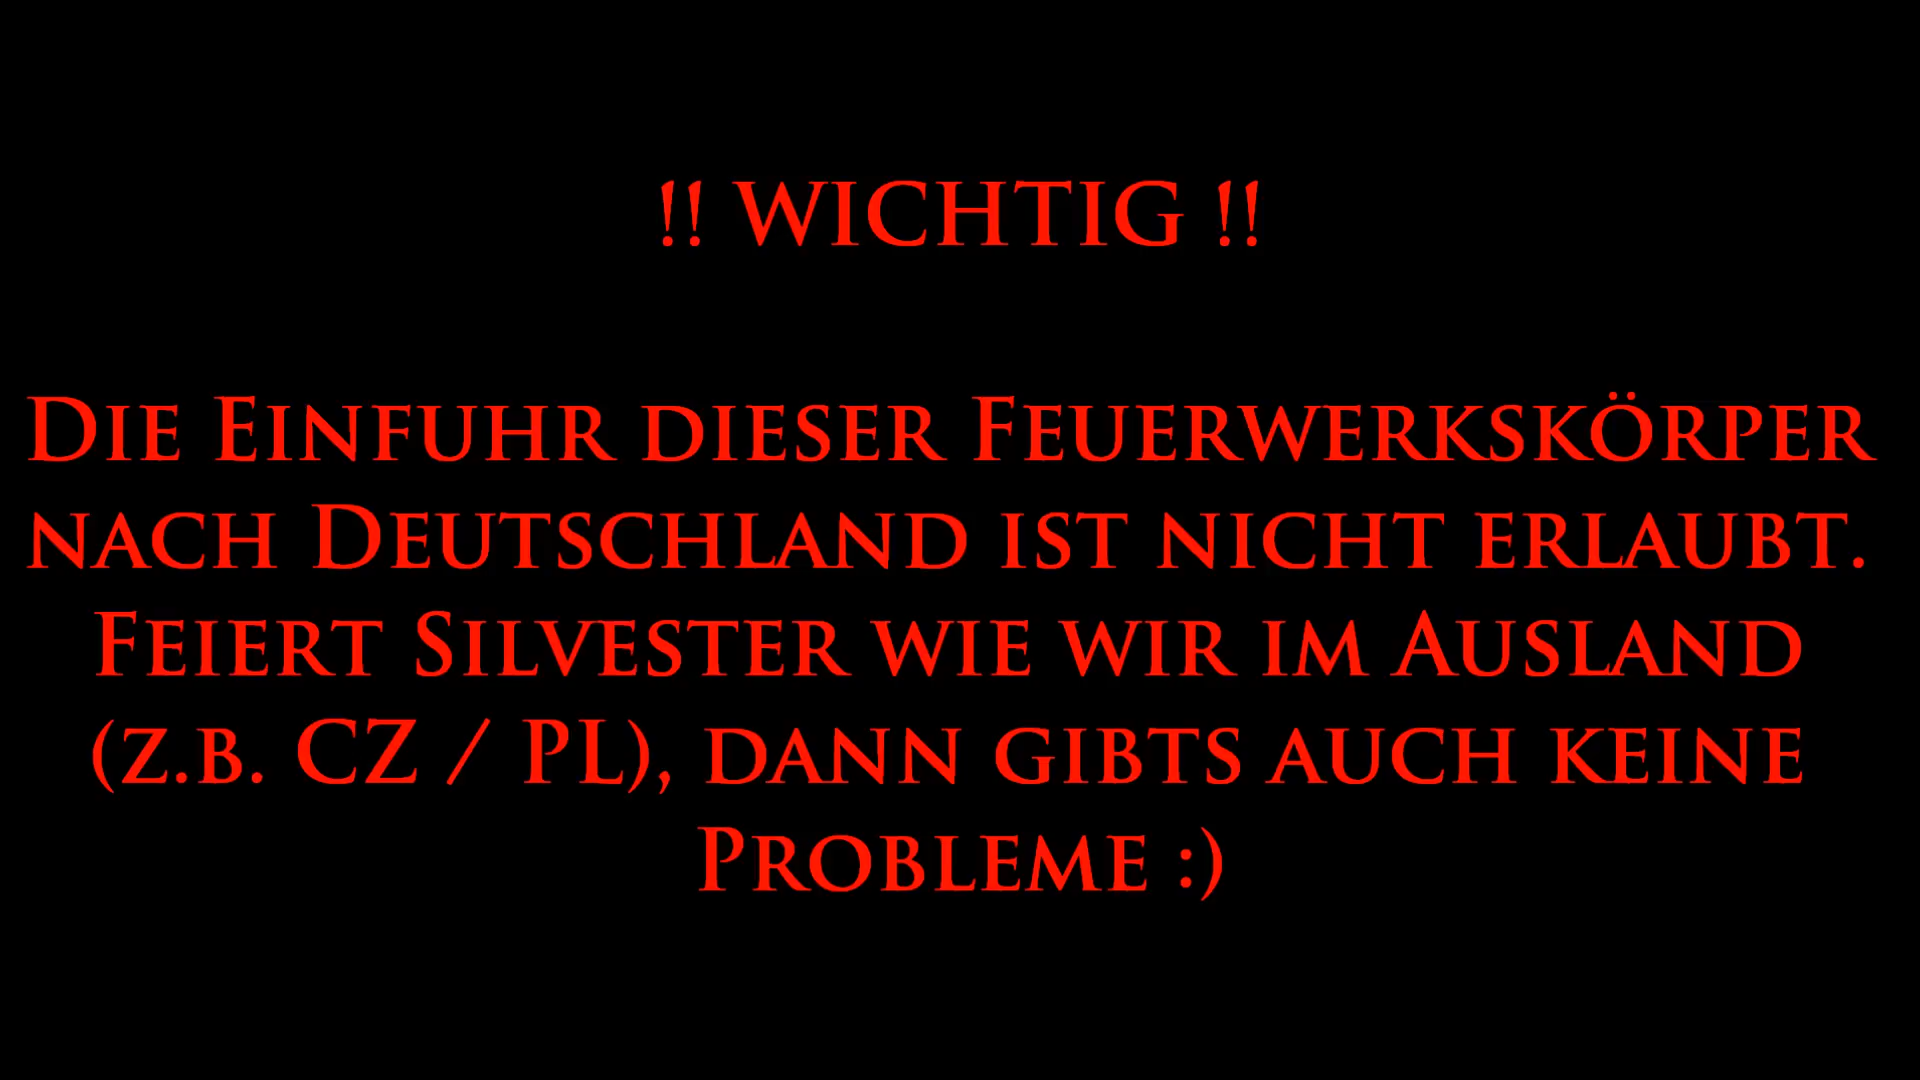 !! WICHTIG !!
Die Einfuhr dieser Feuerwerkskörper
nach Deutschland ist nicht erlaubt.
Feiert Silvester wie wir im Ausland
(z.b. CZ / PL), dann gibts auch keine
Probleme :)